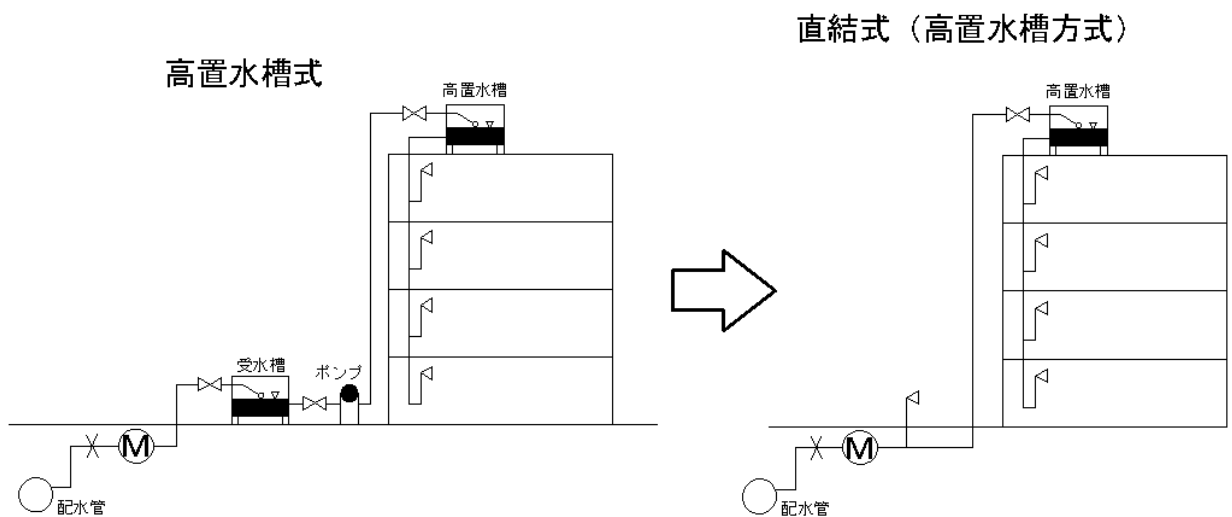 高置水槽式
高置水槽
受水槽
ポンプ
M
配水管
直結式（高置水槽方式）
高置水槽
M
配水管